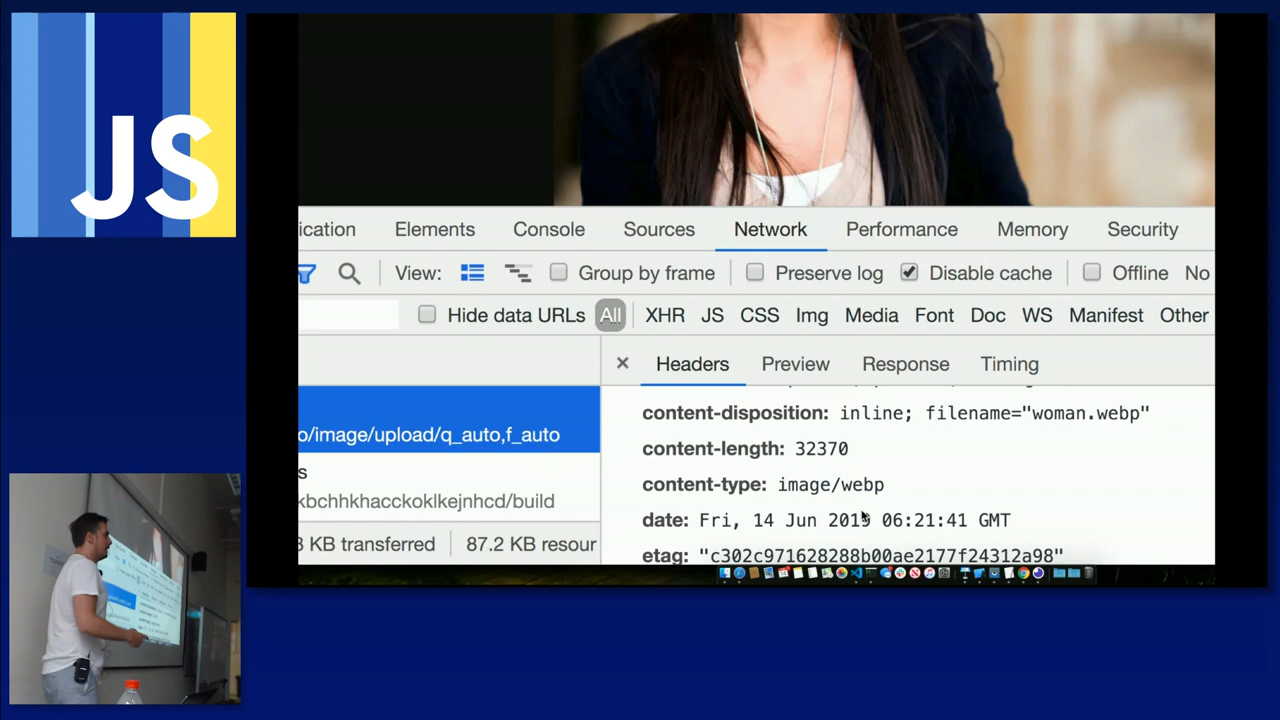 JS
ication Elements Console Sources Network Performance Memory Security
View: Group by frame Preserve log Disable cache Offline No
Hide data URLs All XHR JS CSS Img Media Font Doc WS Manifest Other
Headers Preview Response Timing
content-disposition: inline; filename="woman.webp"
o/image/upload/q_auto,f_auto
content-length: 32370
s
content-type: image/webp
kbchhkhacckoklkejnhcd/build
date: Fri, 14 Jun 2019 06:21:41 GMT
3 KB transferred 87.2 KB resour
etag: "c302c971628288b00ae2177f24312a98"